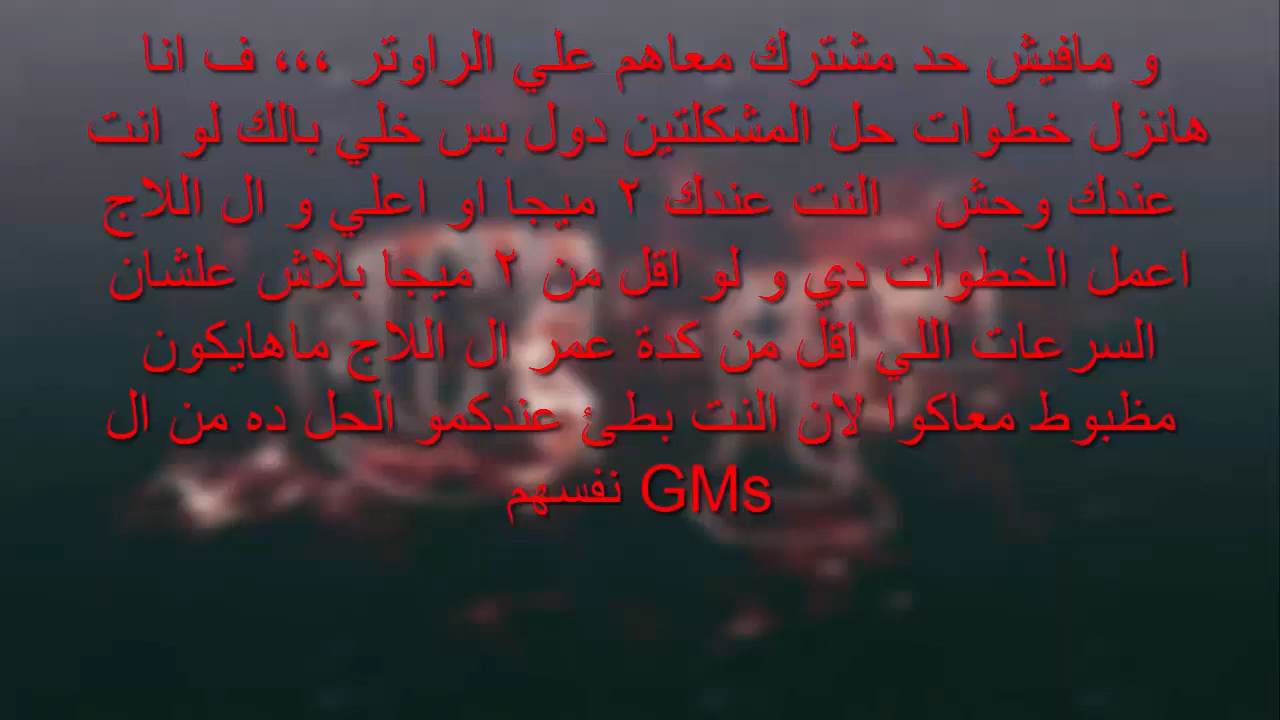 و مافيش حد مشترك معاهم علي الراوتر ،،، ف انا
هانزل خطوات حل المشكلتين دول بس خلي بالك لو انت
عندك وحش النت عندك ٢ ميجا او اعلي و ال اللاج
اعمل الخطوات دي و لو اقل من ٢ ميجا بلاش علشان
السرعات اللي اقل من كدة عمر ال اللاج ماهايكون
مظبوط معاكوا لان النت بطئ عندكمو الحل ده من ال
GMs نفسهم